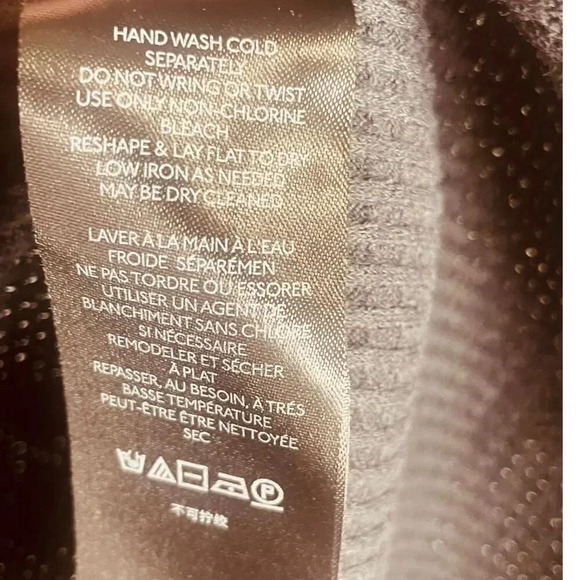 HAND WASH COLD
SEPARATELY
DO NOT WRING OR TWIST
USE ONLY NON-CHLORINE
BLEACH
RESHAPE & LAY FLAT TO DRY
LOW IRON AS NEEDED
MAY BE DRY CLEANED
LAVER À LA MAIN À L'EAU
FROIDE SÉPARÉMEN
NE PAS TORDRE OU ESSORER
UTILISER UN AGENT DE
BLANCHIMENT SANS CHLORE
SI NÉCESSAIRE
REMODELER ET SÉCHER
À PLAT
REPASSER, AU BESOIN, À TRÉS
BASSE TEMPÉRATURE
PEUT-ÊTRE ÊTRE NETTOYÉE
SEC
P
不可拧绞